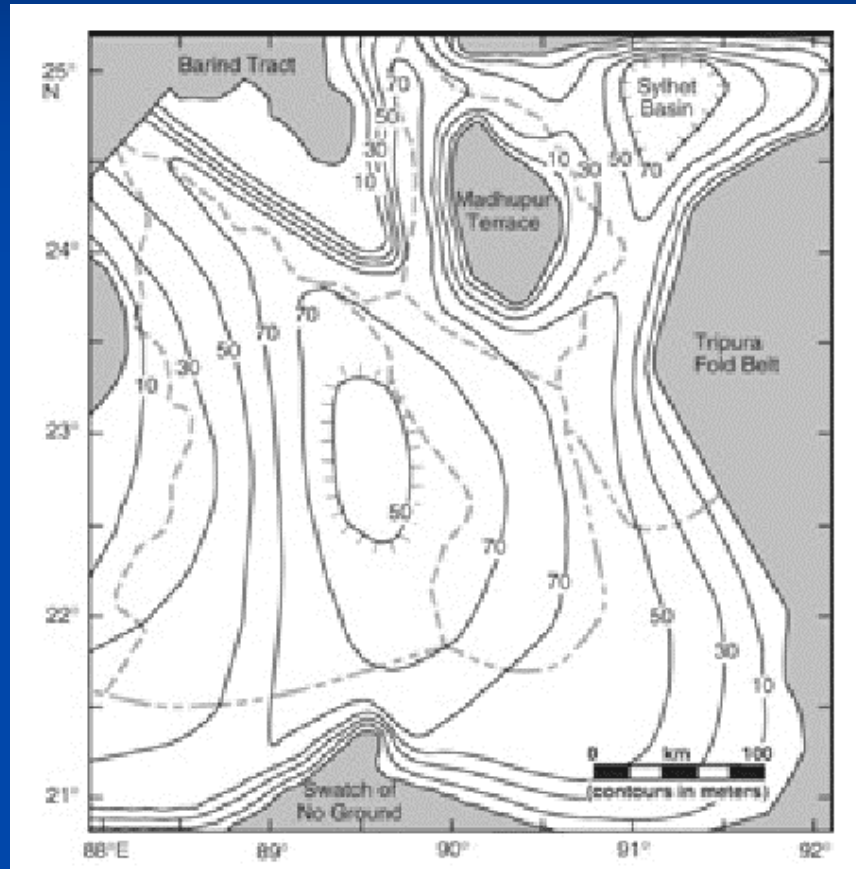 25°
N
Barind Tract
70
50
30
10
Sylhet
Basin
10
30
50
70
Madhupur
Terrace
24°
70
70
50
30
10
Tripura
Fold Belt
23°
50
70
70
22°
50
30
10
0 km 100
(contours in meters)
21°
Swatch of
No Ground
88°E
89°
90°
91°
92°